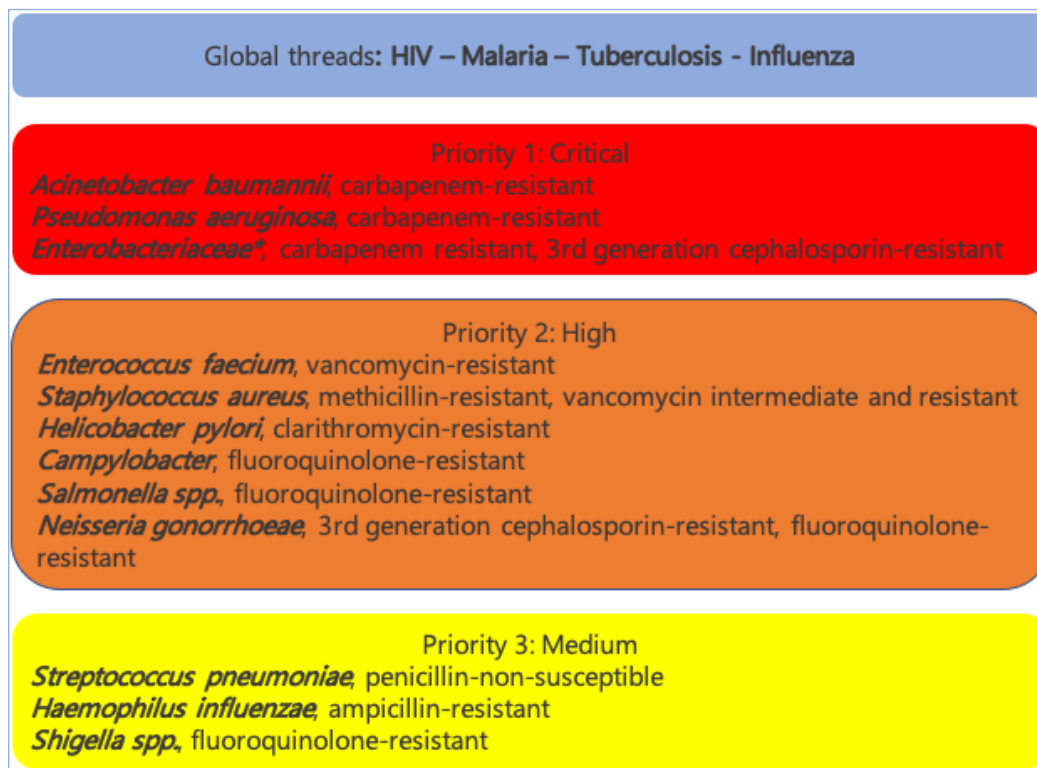 Global threads: HIV – Malaria – Tuberculosis - Influenza
Priority 1: Critical
Acinetobacter baumannii, carbapenem-resistant
Pseudomonas aeruginosa, carbapenem-resistant
Enterobacteriaceae*, carbapenem resistant, 3rd generation cephalosporin-resistant
Priority 2: High
Enterococcus faecium, vancomycin-resistant
Staphylococcus aureus, methicillin-resistant, vancomycin intermediate and resistant
Helicobacter pylori, clarithromycin-resistant
Campylobacter, fluoroquinolone-resistant
Salmonella spp., fluoroquinolone-resistant
Neisseria gonorrhoeae, 3rd generation cephalosporin-resistant, fluoroquinolone-
resistant
Priority 3: Medium
Streptococcus pneumoniae, penicillin-non-susceptible
Haemophilus influenzae, ampicillin-resistant
Shigella spp., fluoroquinolone-resistant